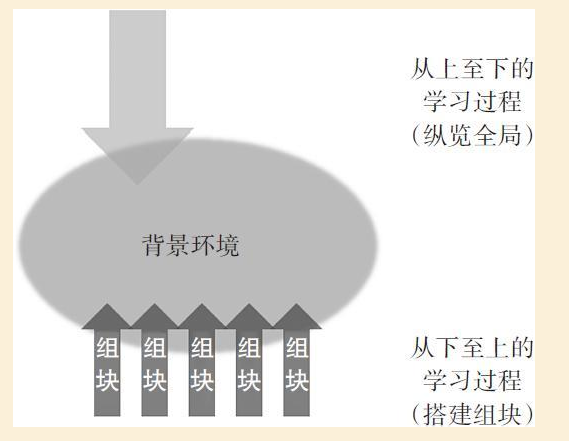 从上至下的
学习过程
（纵览全局）
背景环境
组块
组块
组块
组块
组块
从下至上的
学习过程
（搭建组块）